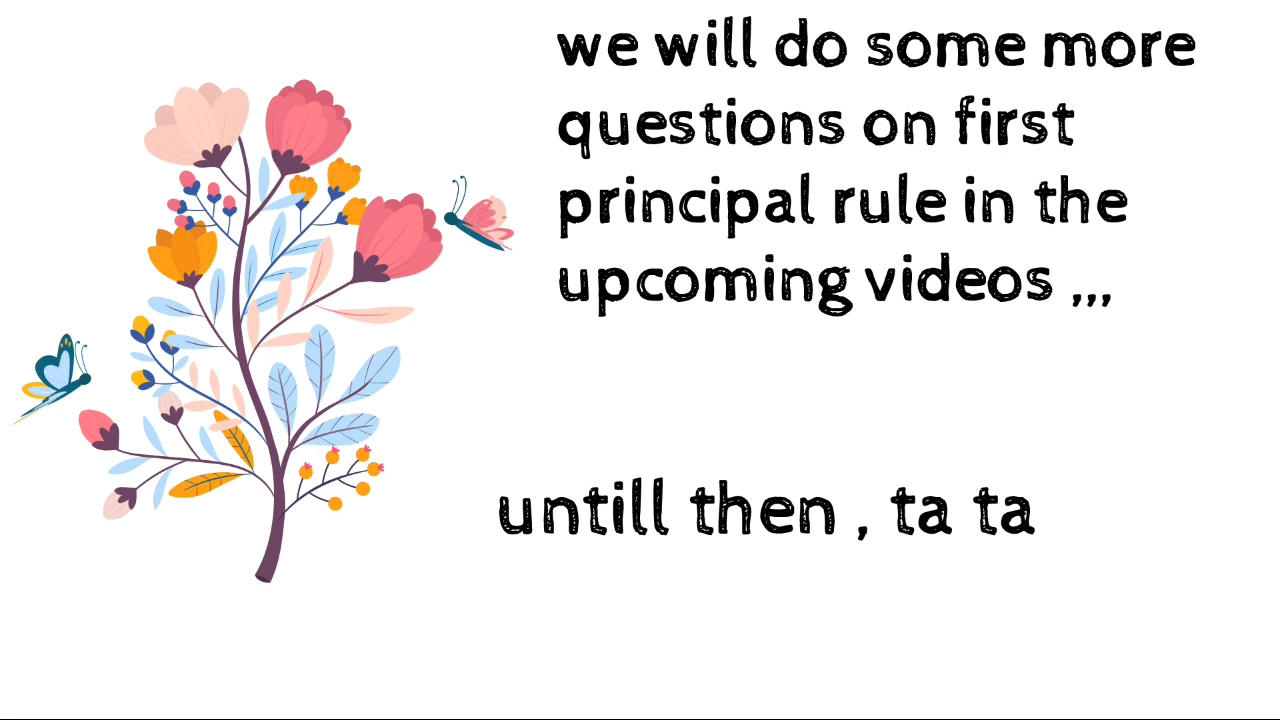 we will do some more
questions on first
principal rule in the
upcoming videos ,,,
untill then , ta ta